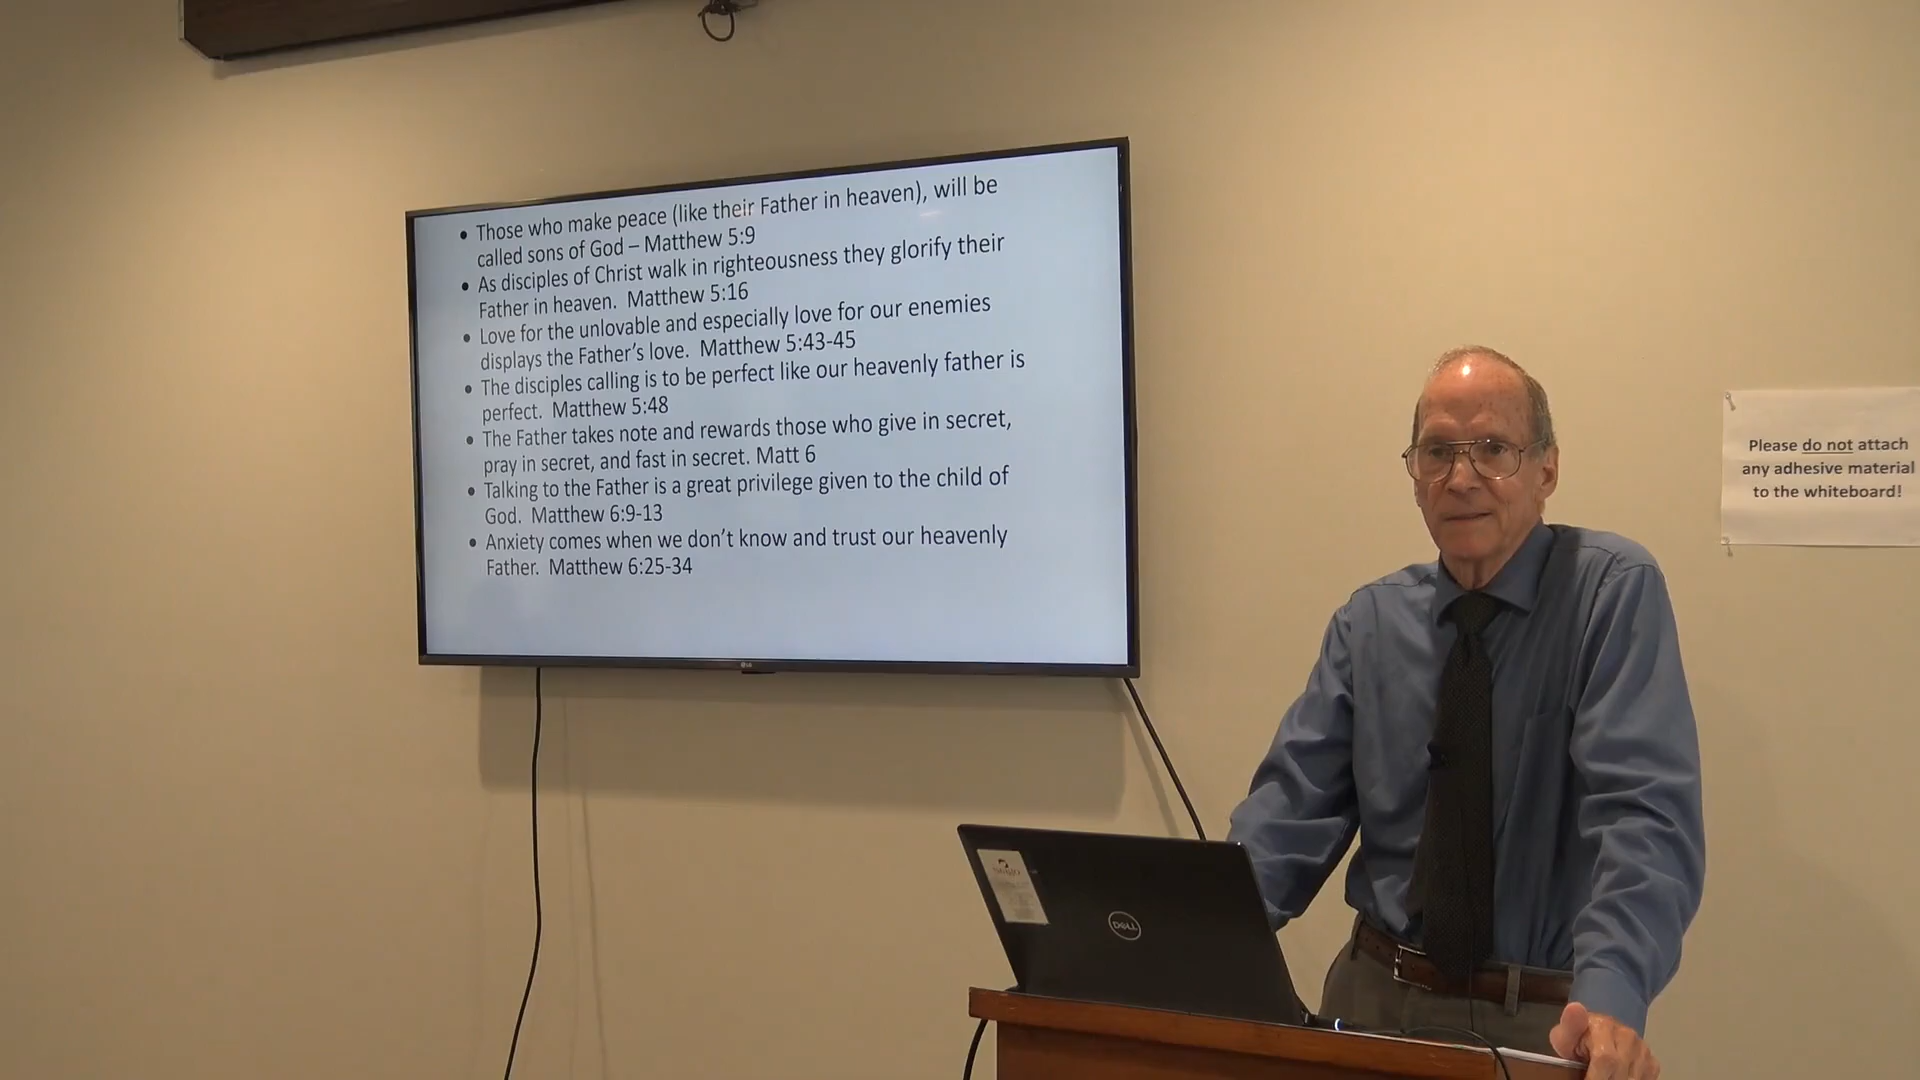 • Those who make peace (like their Father in heaven), will be
called sons of God – Matthew 5:9
• As disciples of Christ walk in righteousness they glorify their
Father in heaven.  Matthew 5:16
• Love for the unlovable and especially love for our enemies
displays the Father's love.  Matthew 5:43-45
• The disciples calling is to be perfect like our heavenly father is
perfect.  Matthew 5:48
• The Father takes note and rewards those who give in secret,
pray in secret, and fast in secret. Matt 6
• Talking to the Father is a great privilege given to the child of
God.  Matthew 6:9-13
• Anxiety comes when we don't know and trust our heavenly
Father.  Matthew 6:25-34
LG
Please do not attach
any adhesive material
to the whiteboard!
DELL